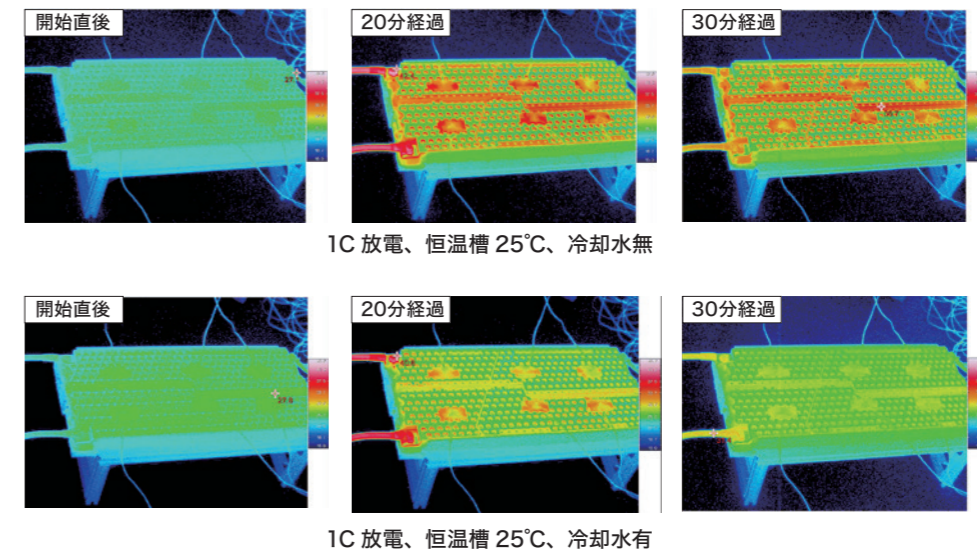 開始直後
20分経過
30分経過
1C 放電、恒温槽 25℃、冷却水無
開始直後
20分経過
30分経過
27.8
1C 放電、恒温槽 25℃、冷却水有